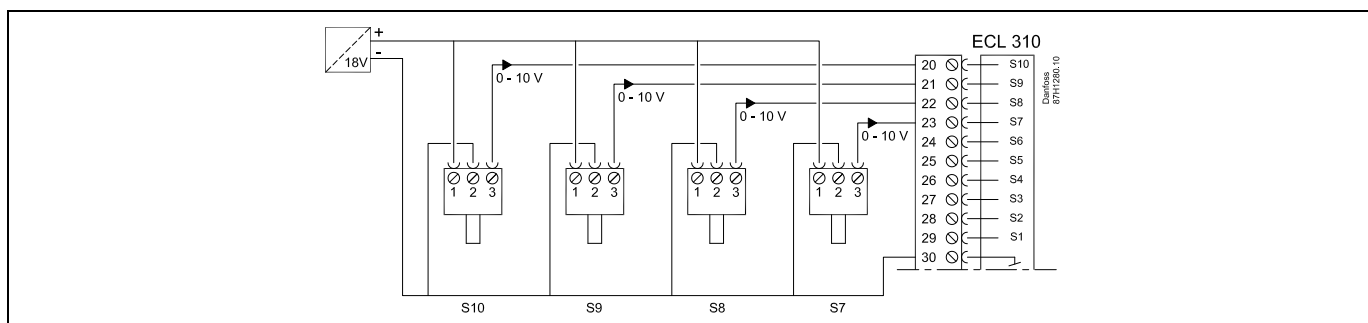 +
-
18V
ECL 310
0 - 10 V
0 - 10 V
0 - 10 V
0 - 10 V
20 S10
21 S9
22 S8
23 S7
24 S6
25 S5
26 S4
27 S3
28 S2
29 S1
30
Danfoss
87H1280.10
1 2 3
1 2 3
1 2 3
1 2 3
S10 S9 S8 S7